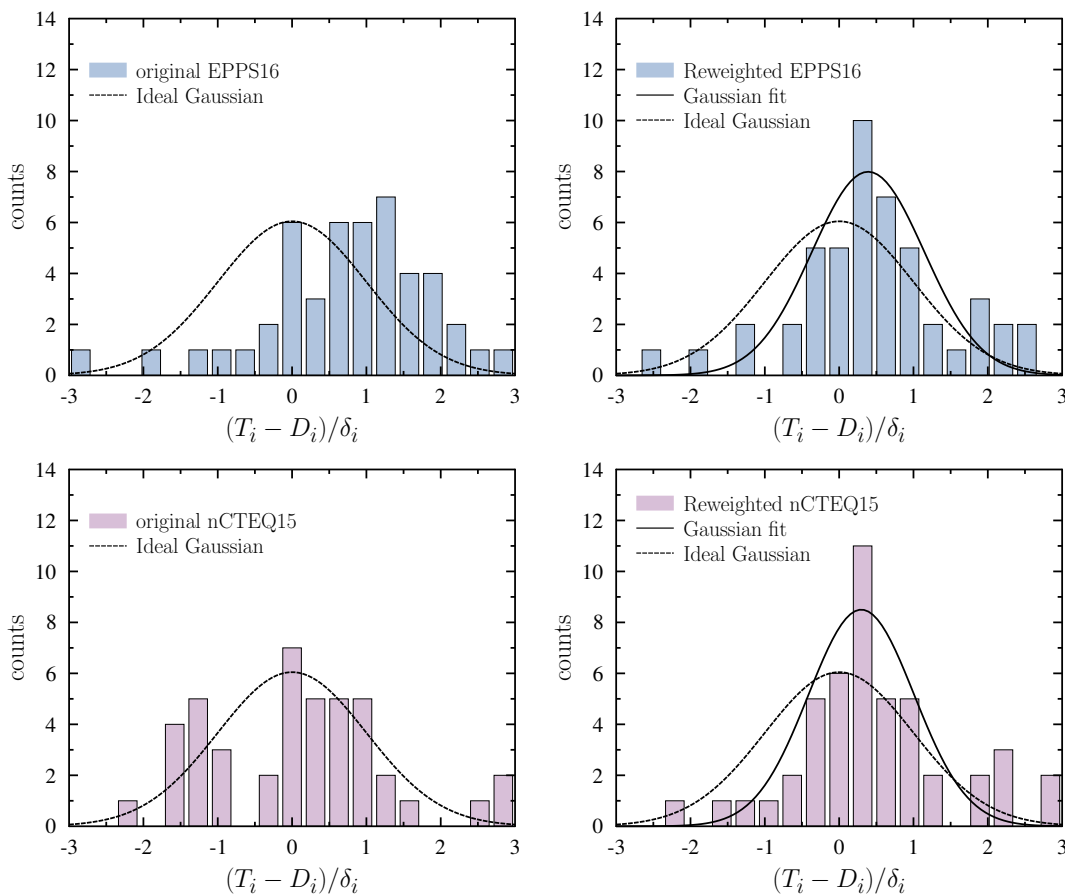 14
12
10
8
6
4
2
0
counts
original EPPS16
Ideal Gaussian
-3 -2 -1 0 1 2 3
(T_i − D_i)/δ_i
14
12
10
8
6
4
2
0
counts
Reweighted EPPS16
Gaussian fit
Ideal Gaussian
-3 -2 -1 0 1 2 3
(T_i − D_i)/δ_i
14
12
10
8
6
4
2
0
counts
original nCTEQ15
Ideal Gaussian
-3 -2 -1 0 1 2 3
(T_i − D_i)/δ_i
14
12
10
8
6
4
2
0
counts
Reweighted nCTEQ15
Gaussian fit
Ideal Gaussian
-3 -2 -1 0 1 2 3
(T_i − D_i)/δ_i